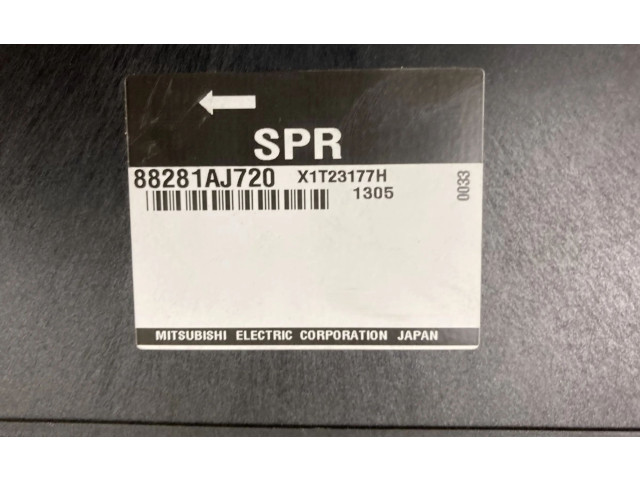 SPR
88281AJ720 X1T23177H
1305
0033
MITSUBISHI ELECTRIC CORPORATION JAPAN